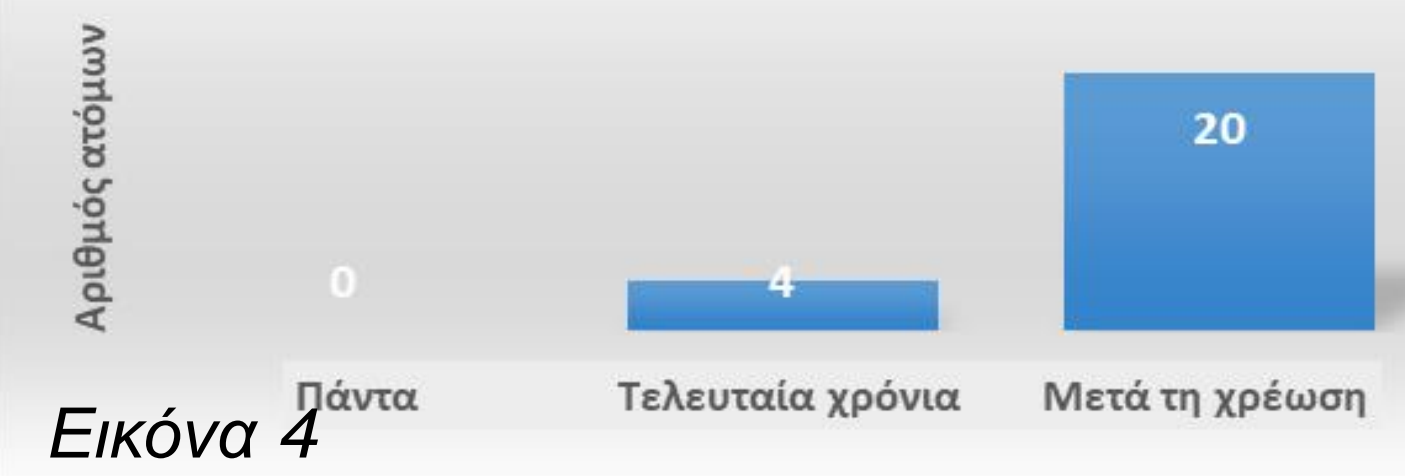 Αριθμός ατόμων
0
4
20
Πάντα
Τελευταία χρόνια
Μετά τη χρέωση
Εικόνα 4